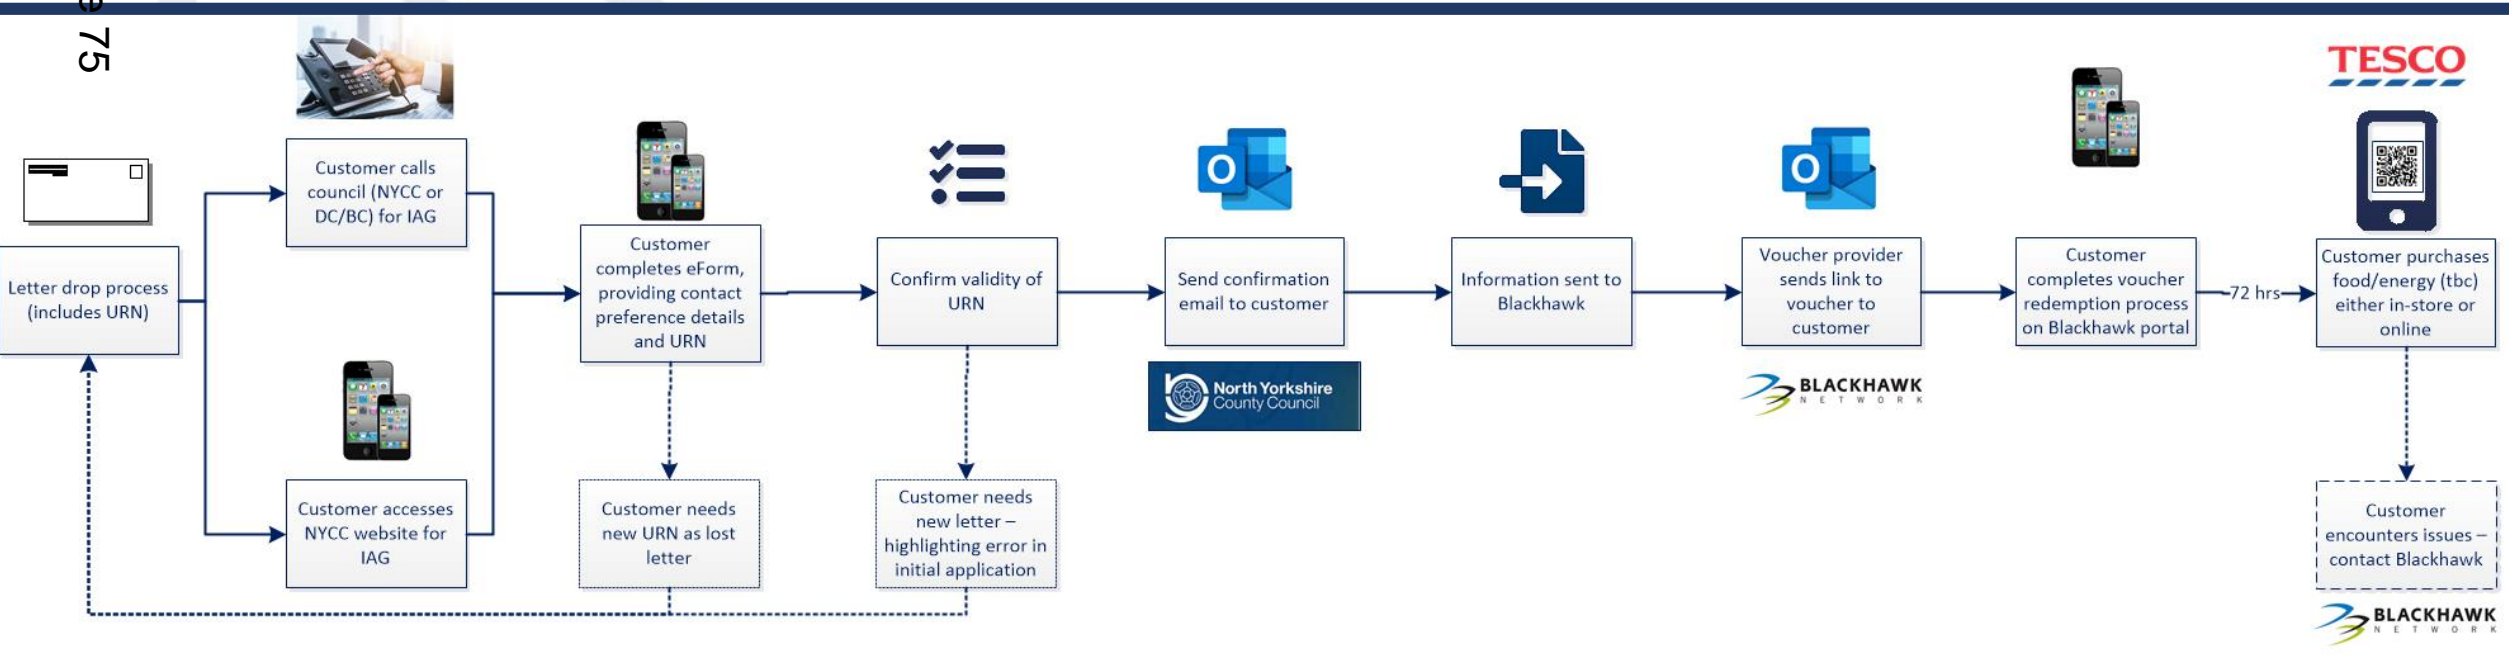 e 75
TESCO
Customer calls
council (NYCC or
DC/BC) for IAG
Letter drop process
(includes URN)
Customer accesses
NYCC website for
IAG
Customer
completes eForm,
providing contact
preference details
and URN
Customer needs
new URN as lost
letter
Confirm validity of
URN
Customer needs
new letter –
highlighting error in
initial application
O
Send confirmation
email to customer
North Yorkshire
County Council
Information sent to
Blackhawk
O
Voucher provider
sends link to
voucher to
customer
BLACKHAWK
NETWORK
Customer
completes voucher
redemption process
on Blackhawk portal
72 hrs
Customer purchases
food/energy (tbc)
either in-store or
online
Customer
encounters issues –
contact Blackhawk
BLACKHAWK
NETWORK